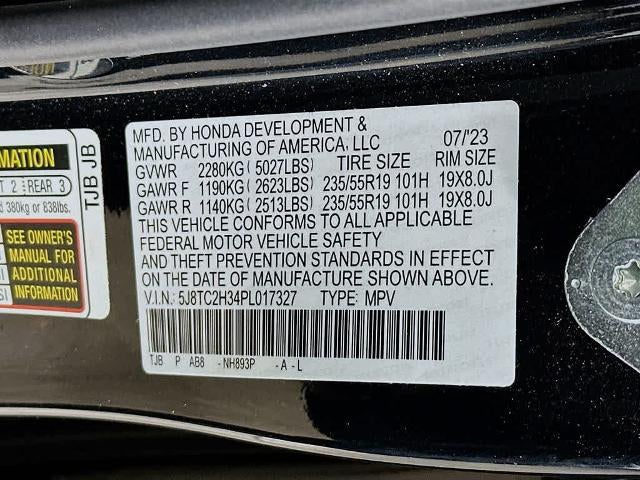 MFD. BY HONDA DEVELOPMENT &
MANUFACTURING OF AMERICA, LLC 07/'23
GVWR 2280KG (5027LBS) TIRE SIZE RIM SIZE
GAWR F 1190KG (2623LBS) 235/55R19 101H 19X8.0J
GAWR R 1140KG (2513LBS) 235/55R19 101H 19X8.0J
THIS VEHICLE CONFORMS TO ALL APPLICABLE
FEDERAL MOTOR VEHICLE SAFETY
AND THEFT PREVENTION STANDARDS IN EFFECT
ON THE DATE OF MANUFACTURE SHOWN ABOVE.
V.I.N.: 5J8TC2H34PL017327 TYPE: MPV
TJB P AB8 -NH893P -A-L
2 REAR 3
380kg or 838lbs.
SEE OWNER'S
MANUAL FOR
ADDITIONAL
INFORMATION
TJB JB